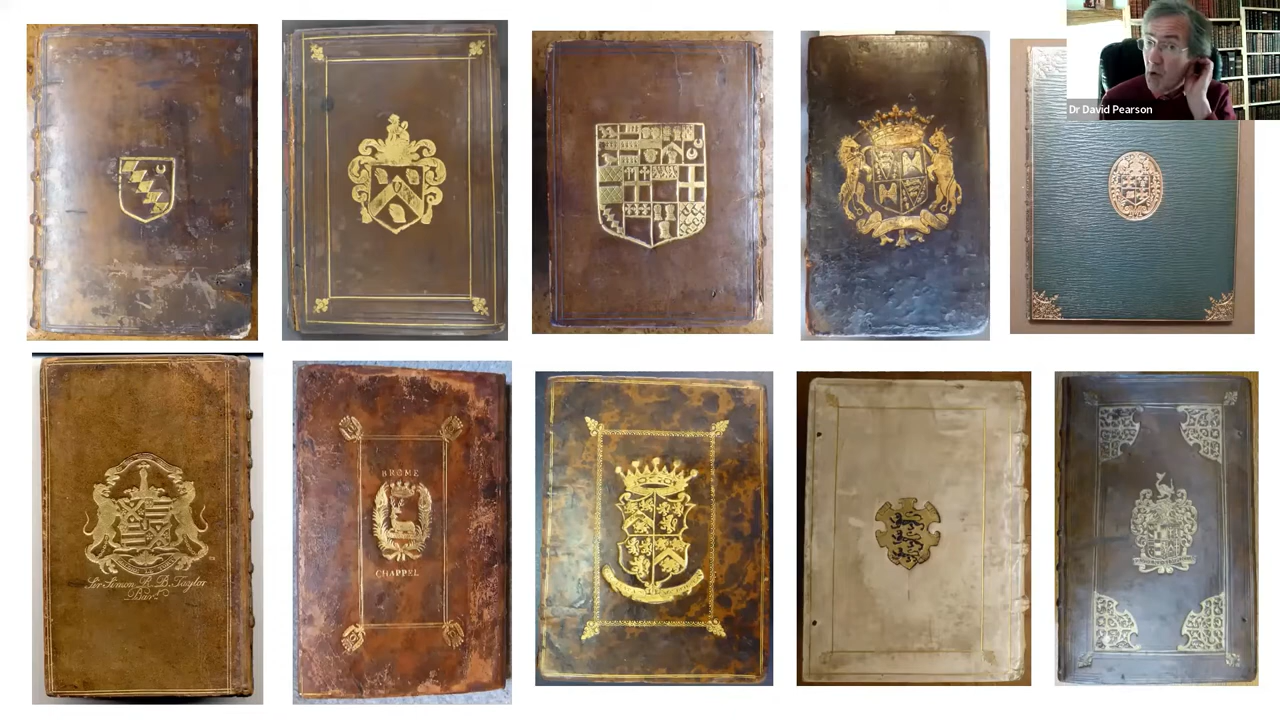 Dr David Pearson
Sir Simon R. B. Taylor
Bart.
BROME
CHAPPEL